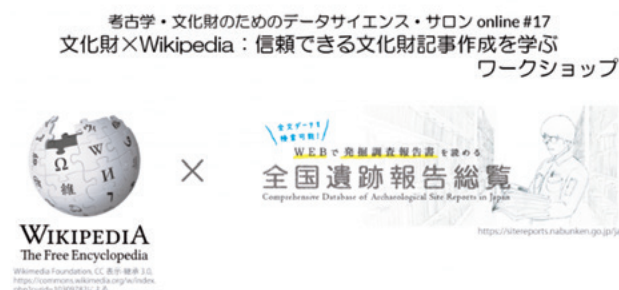 考古学・文化財のためのデータサイエンス・サロン online #17
文化財×Wikipedia:信頼できる文化財記事作成を学ぶ
ワークショップ
全文データを
検索可能!
WEBで発掘調査報告書を読める
全国遺跡報告総覧
Comprehensive Database of Archaeological Site Reports in Japan
https://sitereports.nabunken.go.jp/ja
Ω
W
維
И
×
WIKIPEDIA
The Free Encyclopedia
Wikimedia Foundation, CC 表示-継承 3.0,
https://commons.wikimedia.org/w/index.